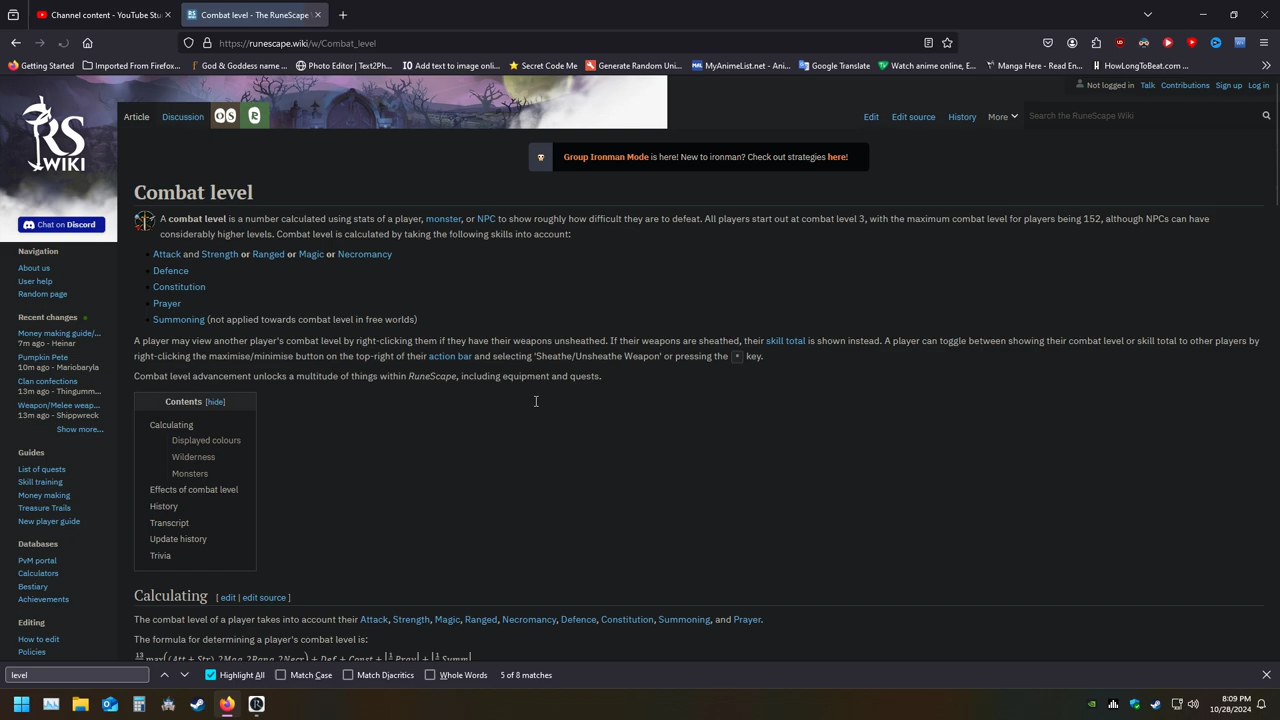 Channel content - YouTube Stu
Combat level - The RuneScape
https://runescape.wiki/w/Combat_level
Getting Started
Imported From Firefox...
God & Goddess name ...
Photo Editor | Text2Ph...
Add text to image onlin...
Secret Code Me
Generate Random Uni...
MyAnimeList.net - Ani...
Google Translate
Watch anime online, E...
Manga Here - Read En...
HowLongToBeat.com ...
Not logged in Talk Contributions Sign up Log in
RS
WIKI
Article Discussion OS R
Edit Edit source History More
Search the RuneScape Wiki
Group Ironman Mode is here! New to ironman? Check out strategies here!
Chat on Discord
Navigation
About us
User help
Random page
Recent changes
Money making guide/...
7m ago - Heinar
Pumpkin Pete
10m ago - Mariobaryla
Clan confections
13m ago - Thingumm...
Weapon/Melee weap...
13m ago - Shippwreck
Show more...
Guides
List of quests
Skill training
Money making
Treasure Trails
New player guide
Databases
PvM portal
Calculators
Bestiary
Achievements
Editing
How to edit
Policies
Combat level
A combat level is a number calculated using stats of a player, monster, or NPC to show roughly how difficult they are to defeat. All players start out at combat level 3, with the maximum combat level for players being 152, although NPCs can have
considerably higher levels. Combat level is calculated by taking the following skills into account:
Attack and Strength or Ranged or Magic or Necromancy
Defence
Constitution
Prayer
Summoning (not applied towards combat level in free worlds)
A player may view another player's combat level by right-clicking them if they have their weapons unsheathed. If their weapons are sheathed, their skill total is shown instead. A player can toggle between showing their combat level or skill total to other players by
right-clicking the maximise/minimise button on the top-right of their action bar and selecting 'Sheathe/Unsheathe Weapon' or pressing the * key.
Combat level advancement unlocks a multitude of things within RuneScape, including equipment and quests.
Contents [hide]
Calculating
Displayed colours
Wilderness
Monsters
Effects of combat level
History
Transcript
Update history
Trivia
Calculating [ edit | edit source ]
The combat level of a player takes into account their Attack, Strength, Magic, Ranged, Necromancy, Defence, Constitution, Summoning, and Prayer.
The formula for determining a player's combat level is:
level
Highlight All
Match Case
Match Diacritics
Whole Words
5 of 8 matches
8:09 PM
10/28/2024